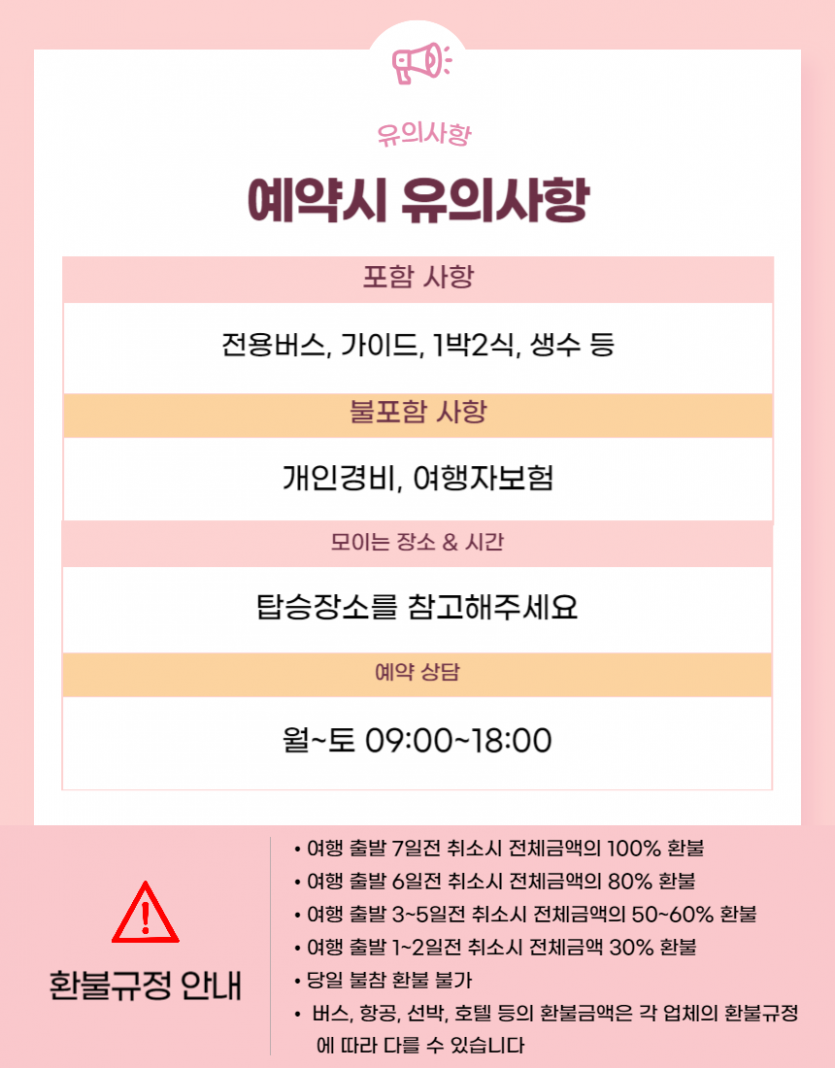 유의사항
예약시 유의사항
포함 사항
전용버스, 가이드, 1박2식, 생수 등
불포함 사항
개인경비, 여행자보험
모이는 장소 & 시간
탑승장소를 참고해주세요
예약 상담
월~토 09:00~18:00
환불규정 안내
• 여행 출발 7일전 취소시 전체금액의 100% 환불
• 여행 출발 6일전 취소시 전체금액의 80% 환불
• 여행 출발 3~5일전 취소시 전체금액의 50~60% 환불
• 여행 출발 1~2일전 취소시 전체금액 30% 환불
• 당일 불참 환불 불가
• 버스, 항공, 선박, 호텔 등의 환불금액은 각 업체의 환불규정
에 따라 다를 수 있습니다